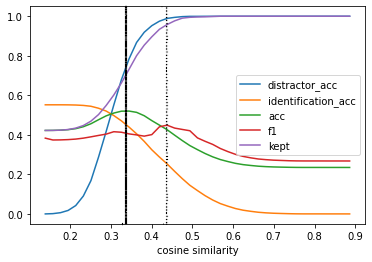 1.0
0.8
0.6
0.4
0.2
0.0
distractor_acc
identification_acc
acc
f1
kept
0.2 0.3 0.4 0.5 0.6 0.7 0.8 0.9
cosine similarity